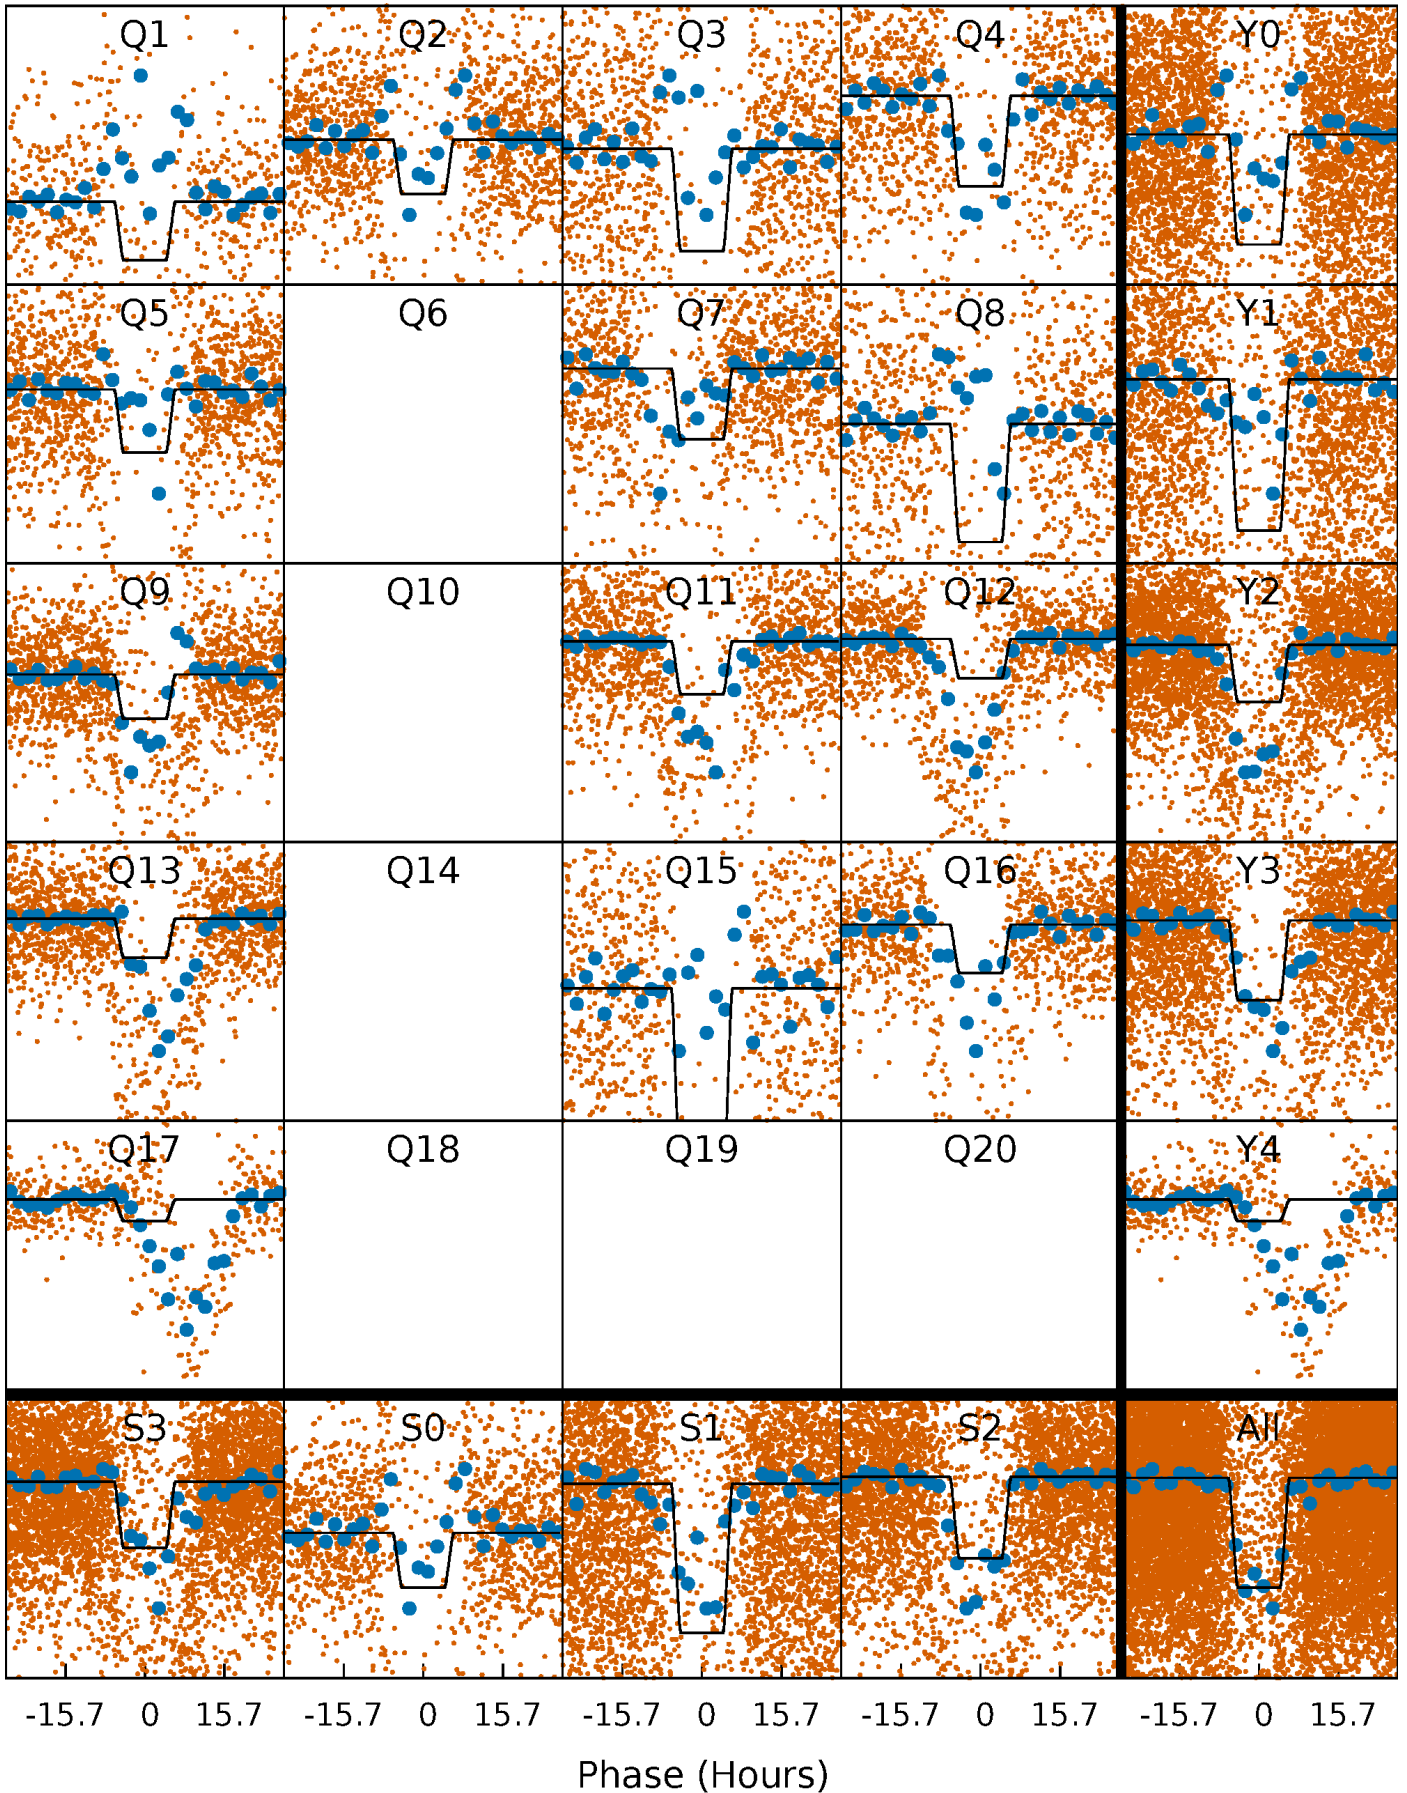 Q1 Q2 Q3 Q4 Y0
Q5 Q6 Q7 Q8 Y1
Q9 Q10 Q11 Q12 Y2
Q13 Q14 Q15 Q16 Y3
Q17 Q18 Q19 Q20 Y4
S3 S0 S1 S2 All
-15.7 0 15.7 -15.7 0 15.7 -15.7 0 15.7 -15.7 0 15.7 -15.7 0 15.7
Phase (Hours)